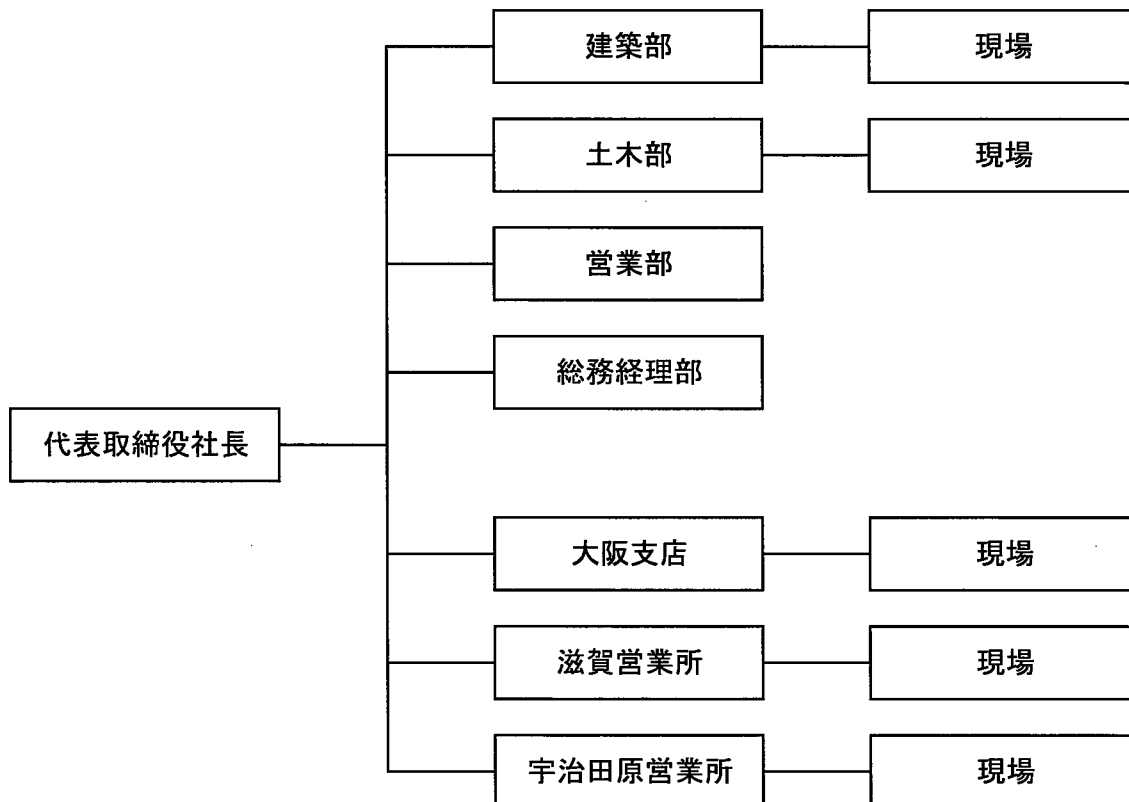 建築部
現場
土木部
現場
営業部
総務経理部
代表取締役社長
大阪支店
現場
滋賀営業所
現場
宇治田原営業所
現場